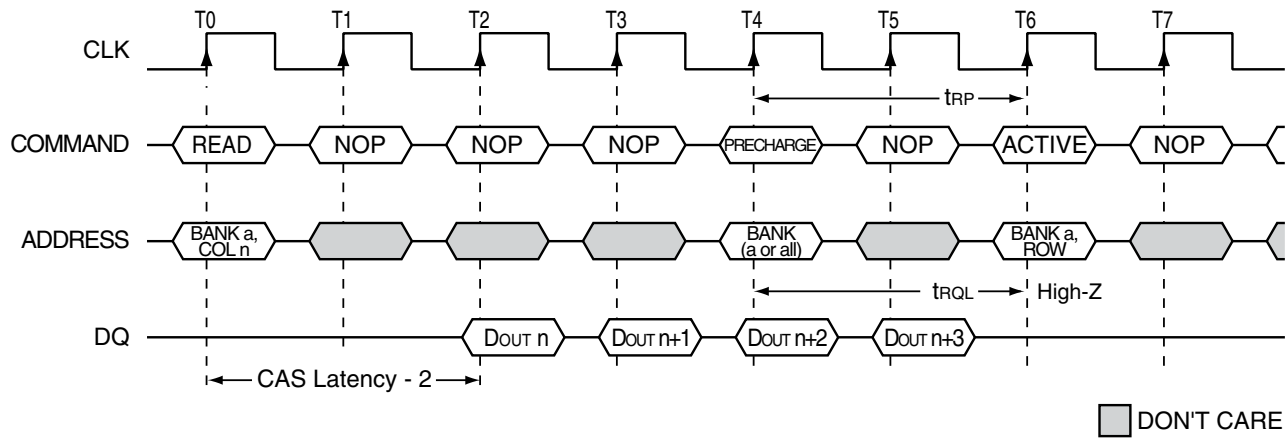 T0 T1 T2 T3 T4 T5 T6 T7
CLK
tRP
COMMAND READ NOP NOP NOP PRECHARGE NOP ACTIVE NOP
ADDRESS BANK a, COL n BANK (a or all) BANK a, ROW
tRQL High-Z
DQ DOUT n DOUT n+1 DOUT n+2 DOUT n+3
CAS Latency - 2
DON'T CARE